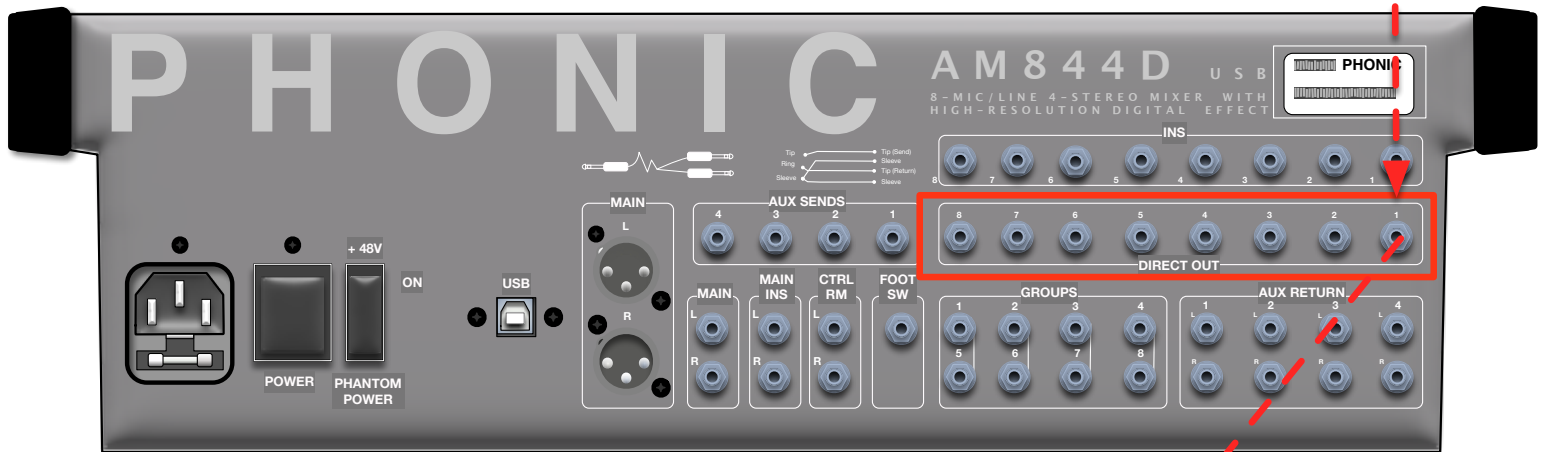 PHONIC
AM844D USB
8-MIC/LINE 4-STEREO MIXER WITH
HIGH-RESOLUTION DIGITAL EFFECT
PHONIC
INS
8 7 6 5 4 3 2 1
Tip Tip (Send)
Ring Sleeve
Tip (Return)
Sleeve Sleeve
MAIN
L
R
AUX SENDS
4 3 2 1
8 7 6 5 4 3 2 1
DIRECT OUT
+ 48V
ON
POWER
PHANTOM
POWER
USB
MAIN
L
R
MAIN
INS
L
R
CTRL
RM
L
R
FOOT
SW
GROUPS
1 2 3 4
5 6 7 8
AUX RETURN
1 2 3 4
L L L L
R R R R